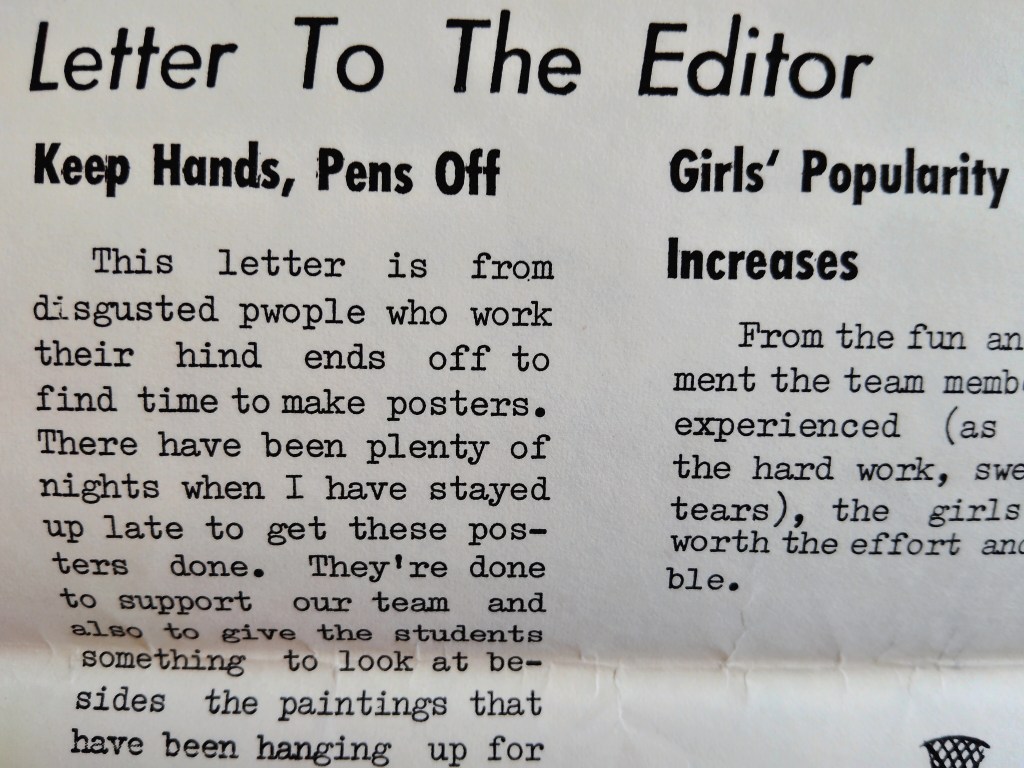 Letter To The Editor
Keep Hands, Pens Off
This letter is from
disgusted pwople who work
their hind ends off to
find time to make posters.
There have been plenty of
nights when I have stayed
up late to get these pos-
ters done. They're done
to support our team and
also to give the students
something to look at be-
sides the paintings that
have been hanging up for
Girls' Popularity
Increases
From the fun
ment the team
experienced (as
the hard work,
tears), the girls
worth the effort
ble.